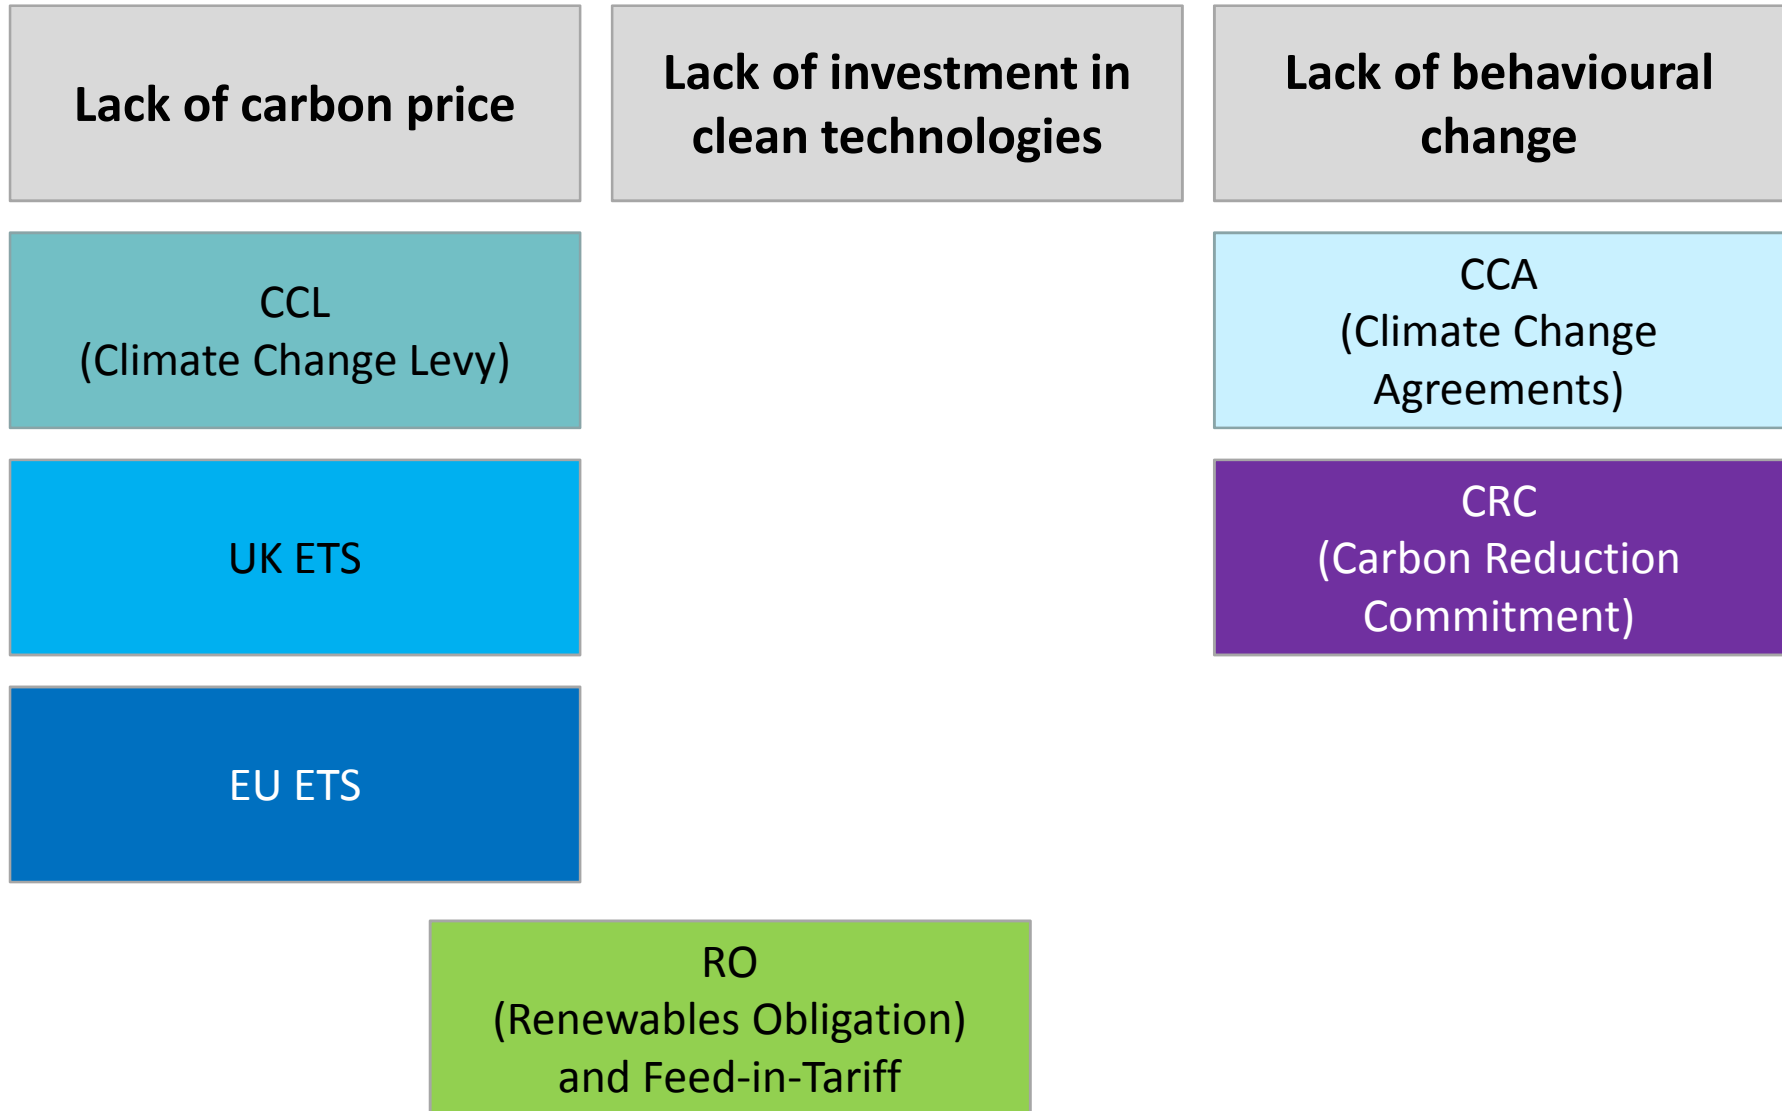 Lack of carbon price
Lack of investment in
clean technologies
Lack of behavioural
change
CCL
(Climate Change Levy)
CCA
(Climate Change
Agreements)
UK ETS
CRC
(Carbon Reduction
Commitment)
EU ETS
RO
(Renewables Obligation)
and Feed-in-Tariff